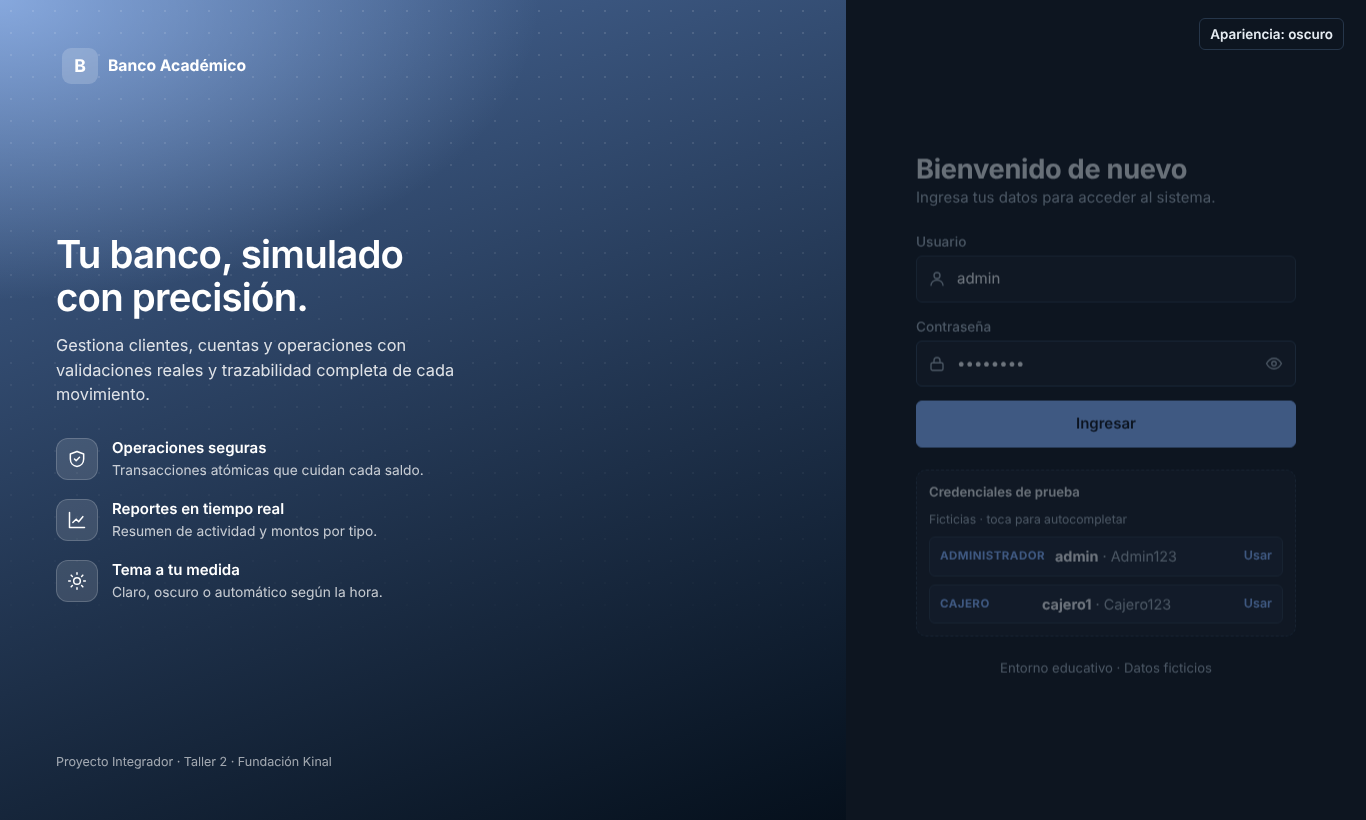 B Banco Académico
Tu banco, simulado
con precisión.
Gestiona clientes, cuentas y operaciones con
validaciones reales y trazabilidad completa de cada
movimiento.
Operaciones seguras
Transacciones atómicas que cuidan cada saldo.
Reportes en tiempo real
Resumen de actividad y montos por tipo.
Tema a tu medida
Claro, oscuro o automático según la hora.
Proyecto Integrador · Taller 2 · Fundación Kinal
Apariencia: oscuro
Bienvenido de nuevo
Ingresa tus datos para acceder al sistema.
Usuario
admin
Contraseña
••••••••
Ingresar
Credenciales de prueba
Ficticias · toca para autocompletar
ADMINISTRADOR admin · Admin123 Usar
CAJERO cajero1 · Cajero123 Usar
Entorno educativo · Datos ficticios